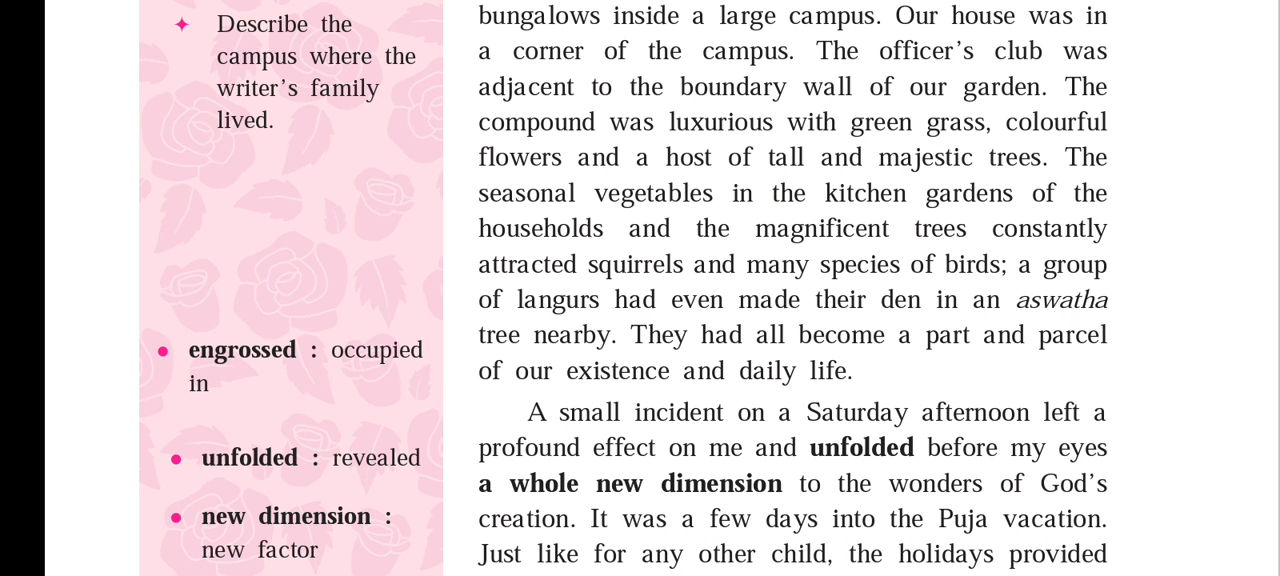 ✦ Describe the
campus where the
writer's family
lived.
• engrossed : occupied
in
• unfolded : revealed
• new dimension :
new factor
bungalows inside a large campus. Our house was in
a corner of the campus. The officer's club was
adjacent to the boundary wall of our garden. The
compound was luxurious with green grass, colourful
flowers and a host of tall and majestic trees. The
seasonal vegetables in the kitchen gardens of the
households and the magnificent trees constantly
attracted squirrels and many species of birds; a group
of langurs had even made their den in an aswatha
tree nearby. They had all become a part and parcel
of our existence and daily life.
A small incident on a Saturday afternoon left a
profound effect on me and unfolded before my eyes
a whole new dimension to the wonders of God's
creation. It was a few days into the Puja vacation.
Just like for any other child, the holidays provided